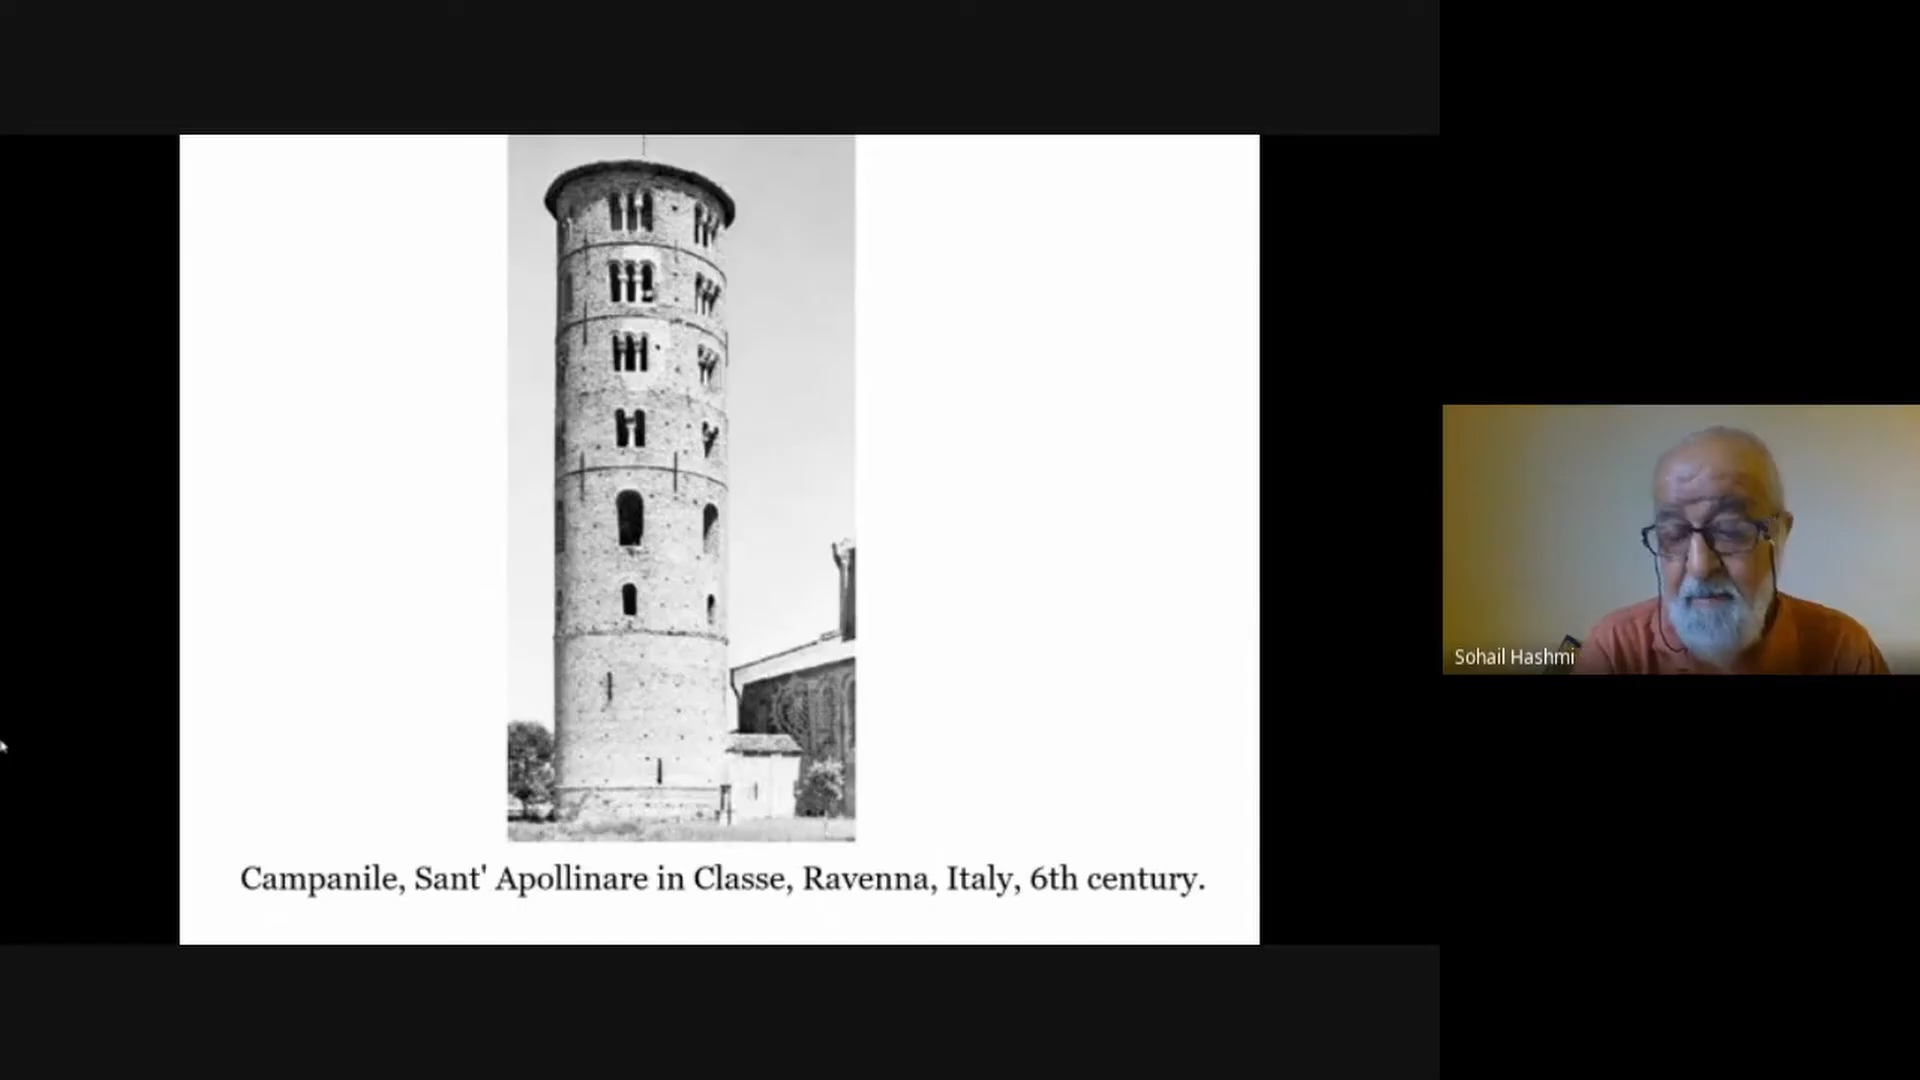 Campanile, Sant' Apollinare in Classe, Ravenna, Italy, 6th century.
Sohail Hashmi